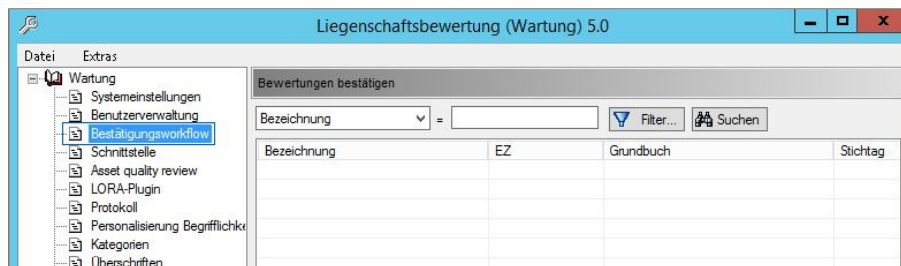 Liegenschaftsbewertung (Wartung) 5.0
Datei Extras
Wartung
Systemeinstellungen
Benutzerverwaltung
Bestätigungsworkflow
Schnittstelle
Asset quality review
LORA-Plugin
Protokoll
Personalisierung Begrifflichke
Kategorien
Überschriften
Bewertungen bestätigen
Bezeichnung = Filter... Suchen
Bezeichnung EZ Grundbuch Stichtag